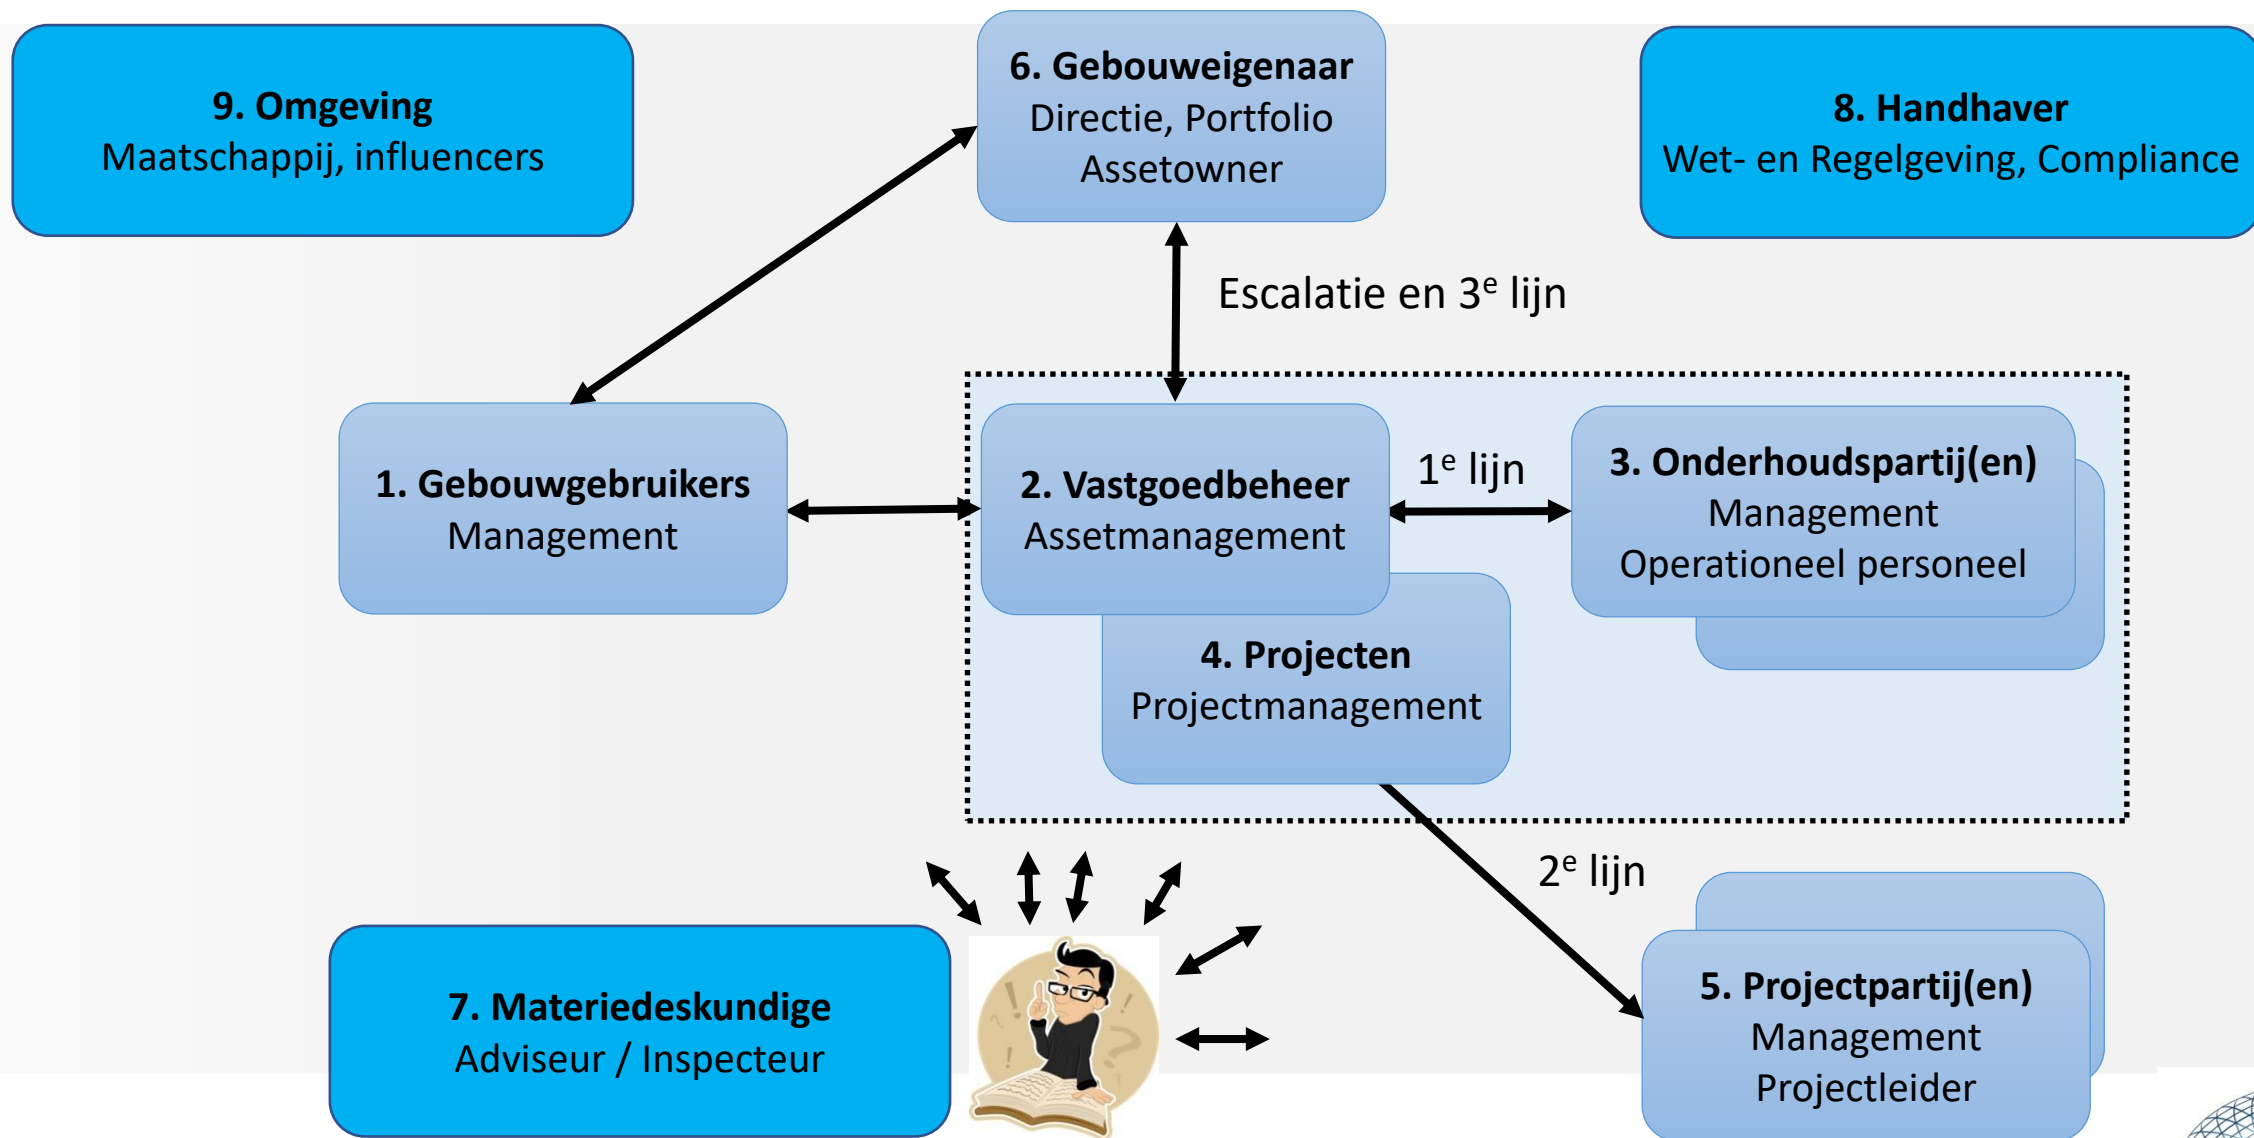 9. Omgeving
Maatschappij, influencers
6. Gebouweigenaar
Directie, Portfolio
Assetowner
8. Handhaver
Wet- en Regelgeving, Compliance
Escalatie en 3e lijn
1. Gebouwgebruikers
Management
2. Vastgoedbeheer
Assetmanagement
1e lijn
3. Onderhoudspartij(en)
Management
Operationeel personeel
4. Projecten
Projectmanagement
2e lijn
7. Materiedeskundige
Adviseur / Inspecteur
5. Projectpartij(en)
Management
Projectleider